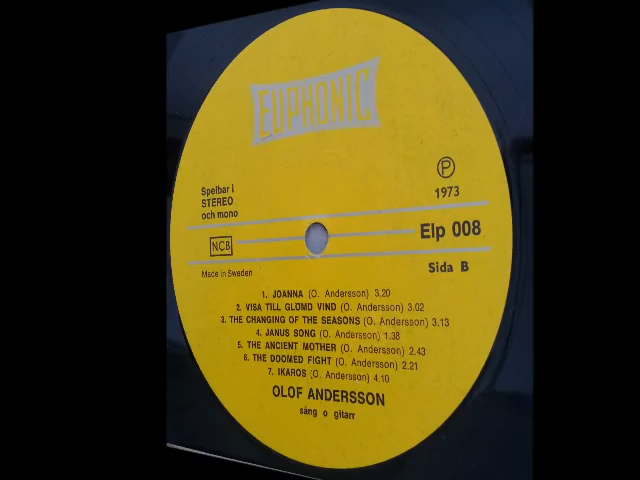 EUPHONIC
Spelbar i
STEREO
och mono
Ⓟ
1973
NCB
Elp 008
Made in Sweden
Sida B
1. JOANNA (O. Andersson) 3.20
2. VISA TILL GLÖMD VIND (O. Andersson) 3.02
3. THE CHANGING OF THE SEASONS (O. Andersson) 3.13
4. JANUS SONG (O. Andersson) 1.38
5. THE ANCIENT MOTHER (O. Andersson) 2.43
6. THE DOOMED FIGHT (O. Andersson) 2.21
7. IKAROS (O. Andersson) 4.10
OLOF ANDERSSON
sång o gitarr